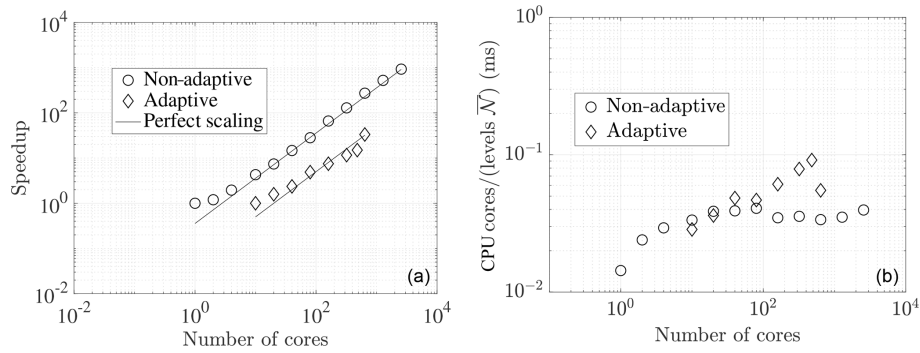 10^4
10^2
10^0
10^-2
Speedup
Non-adaptive
Adaptive
Perfect scaling
(a)
10^-2 10^0 10^2 10^4
Number of cores
10^0
10^-1
10^-2
CPU cores/(levels 𝒩̅) (ms)
Non-adaptive
Adaptive
(b)
10^0 10^2 10^4
Number of cores